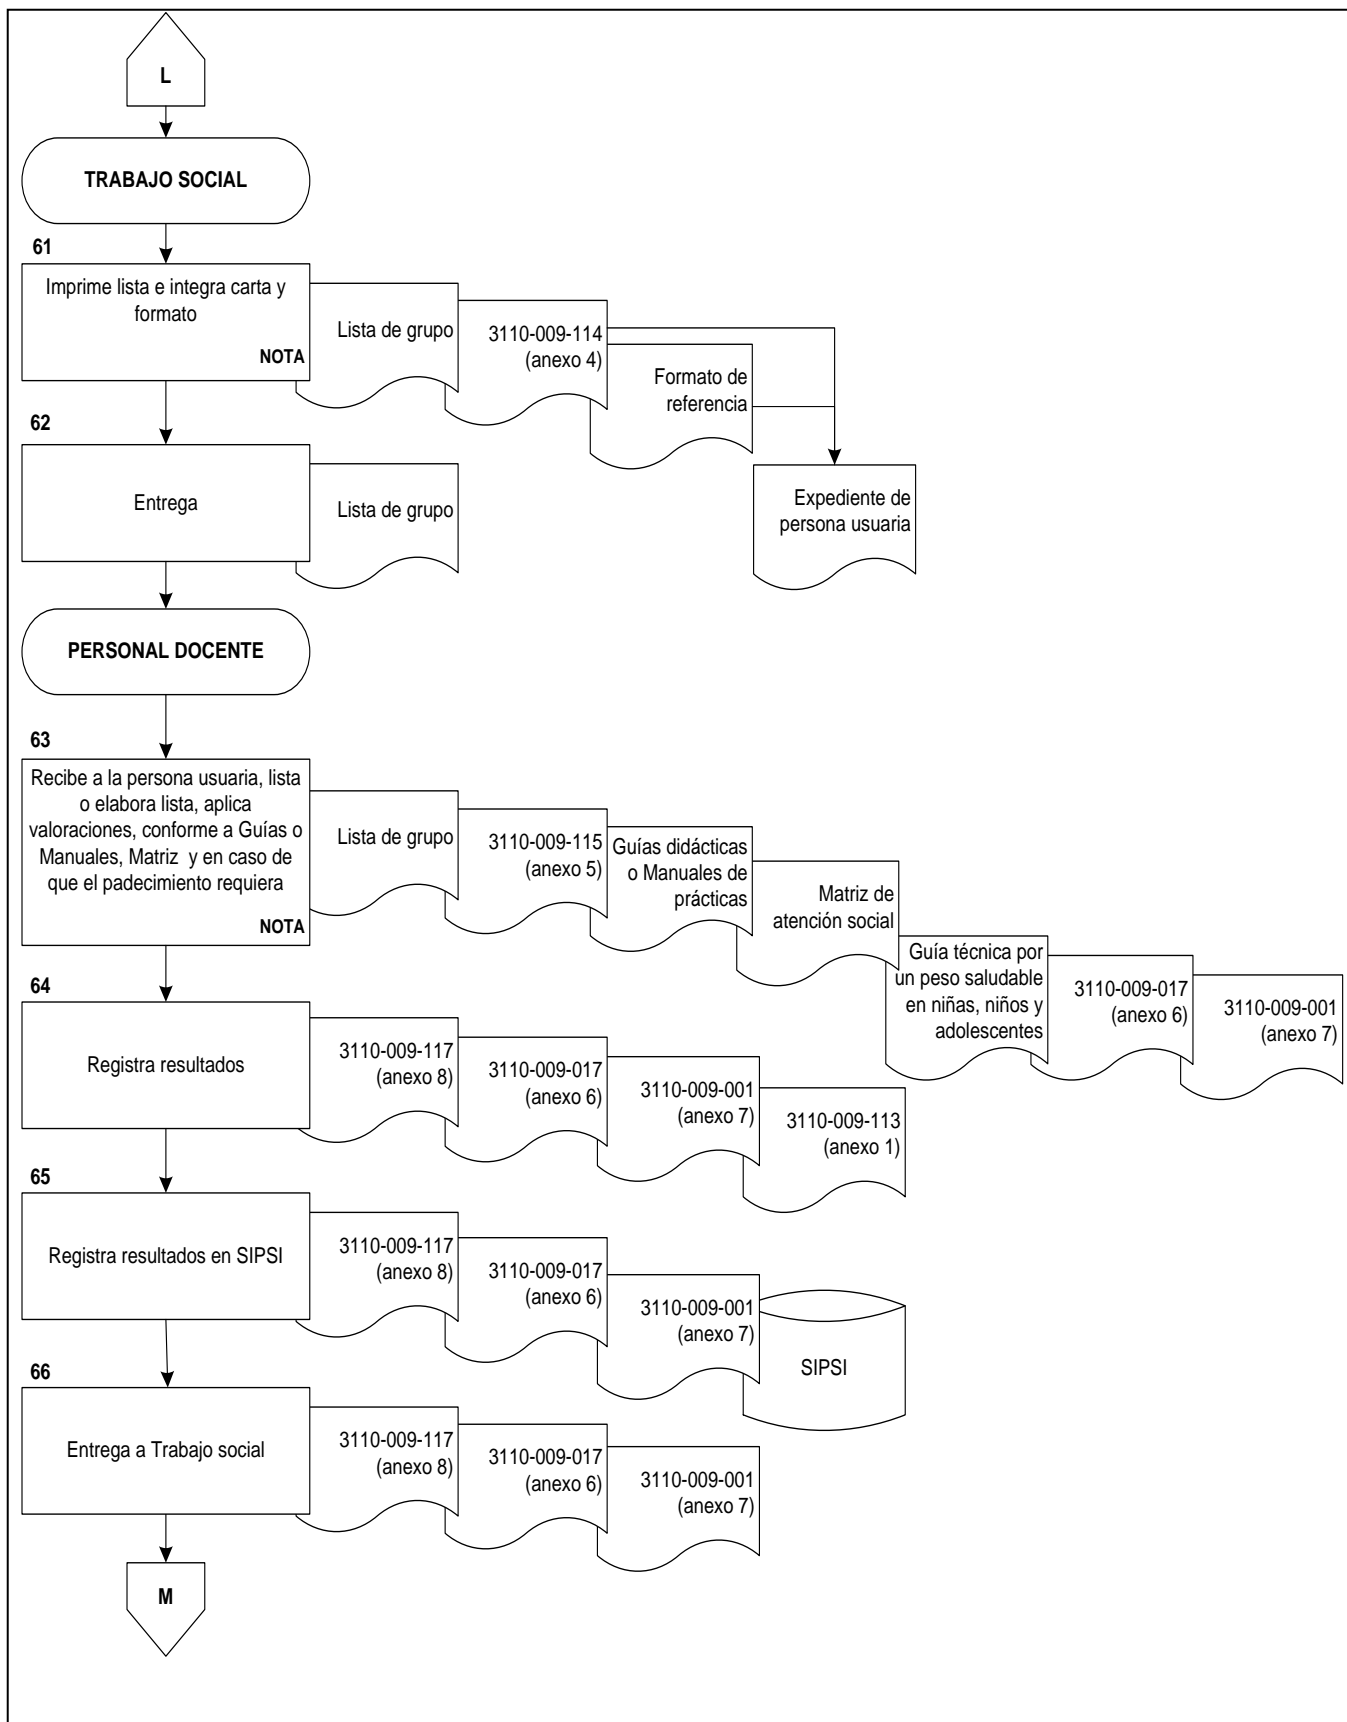 L
TRABAJO SOCIAL
61
Imprime lista e integra carta y
formato
NOTA
Lista de grupo
3110-009-114
(anexo 4)
Formato de
referencia
Expediente de
persona usuaria
62
Entrega
Lista de grupo
PERSONAL DOCENTE
63
Recibe a la persona usuaria, lista
o elabora lista, aplica
valoraciones, conforme a Guías o
Manuales, Matriz y en caso de
que el padecimiento requiera
NOTA
Lista de grupo
3110-009-115
(anexo 5)
Guías didácticas
o Manuales de
prácticas
Matriz de
atención social
Guía técnica por
un peso saludable
en niñas, niños y
adolescentes
3110-009-017
(anexo 6)
3110-009-001
(anexo 7)
64
Registra resultados
3110-009-117
(anexo 8)
3110-009-017
(anexo 6)
3110-009-001
(anexo 7)
3110-009-113
(anexo 1)
65
Registra resultados en SIPSI
3110-009-117
(anexo 8)
3110-009-017
(anexo 6)
3110-009-001
(anexo 7)
SIPSI
66
Entrega a Trabajo social
3110-009-117
(anexo 8)
3110-009-017
(anexo 6)
3110-009-001
(anexo 7)
M